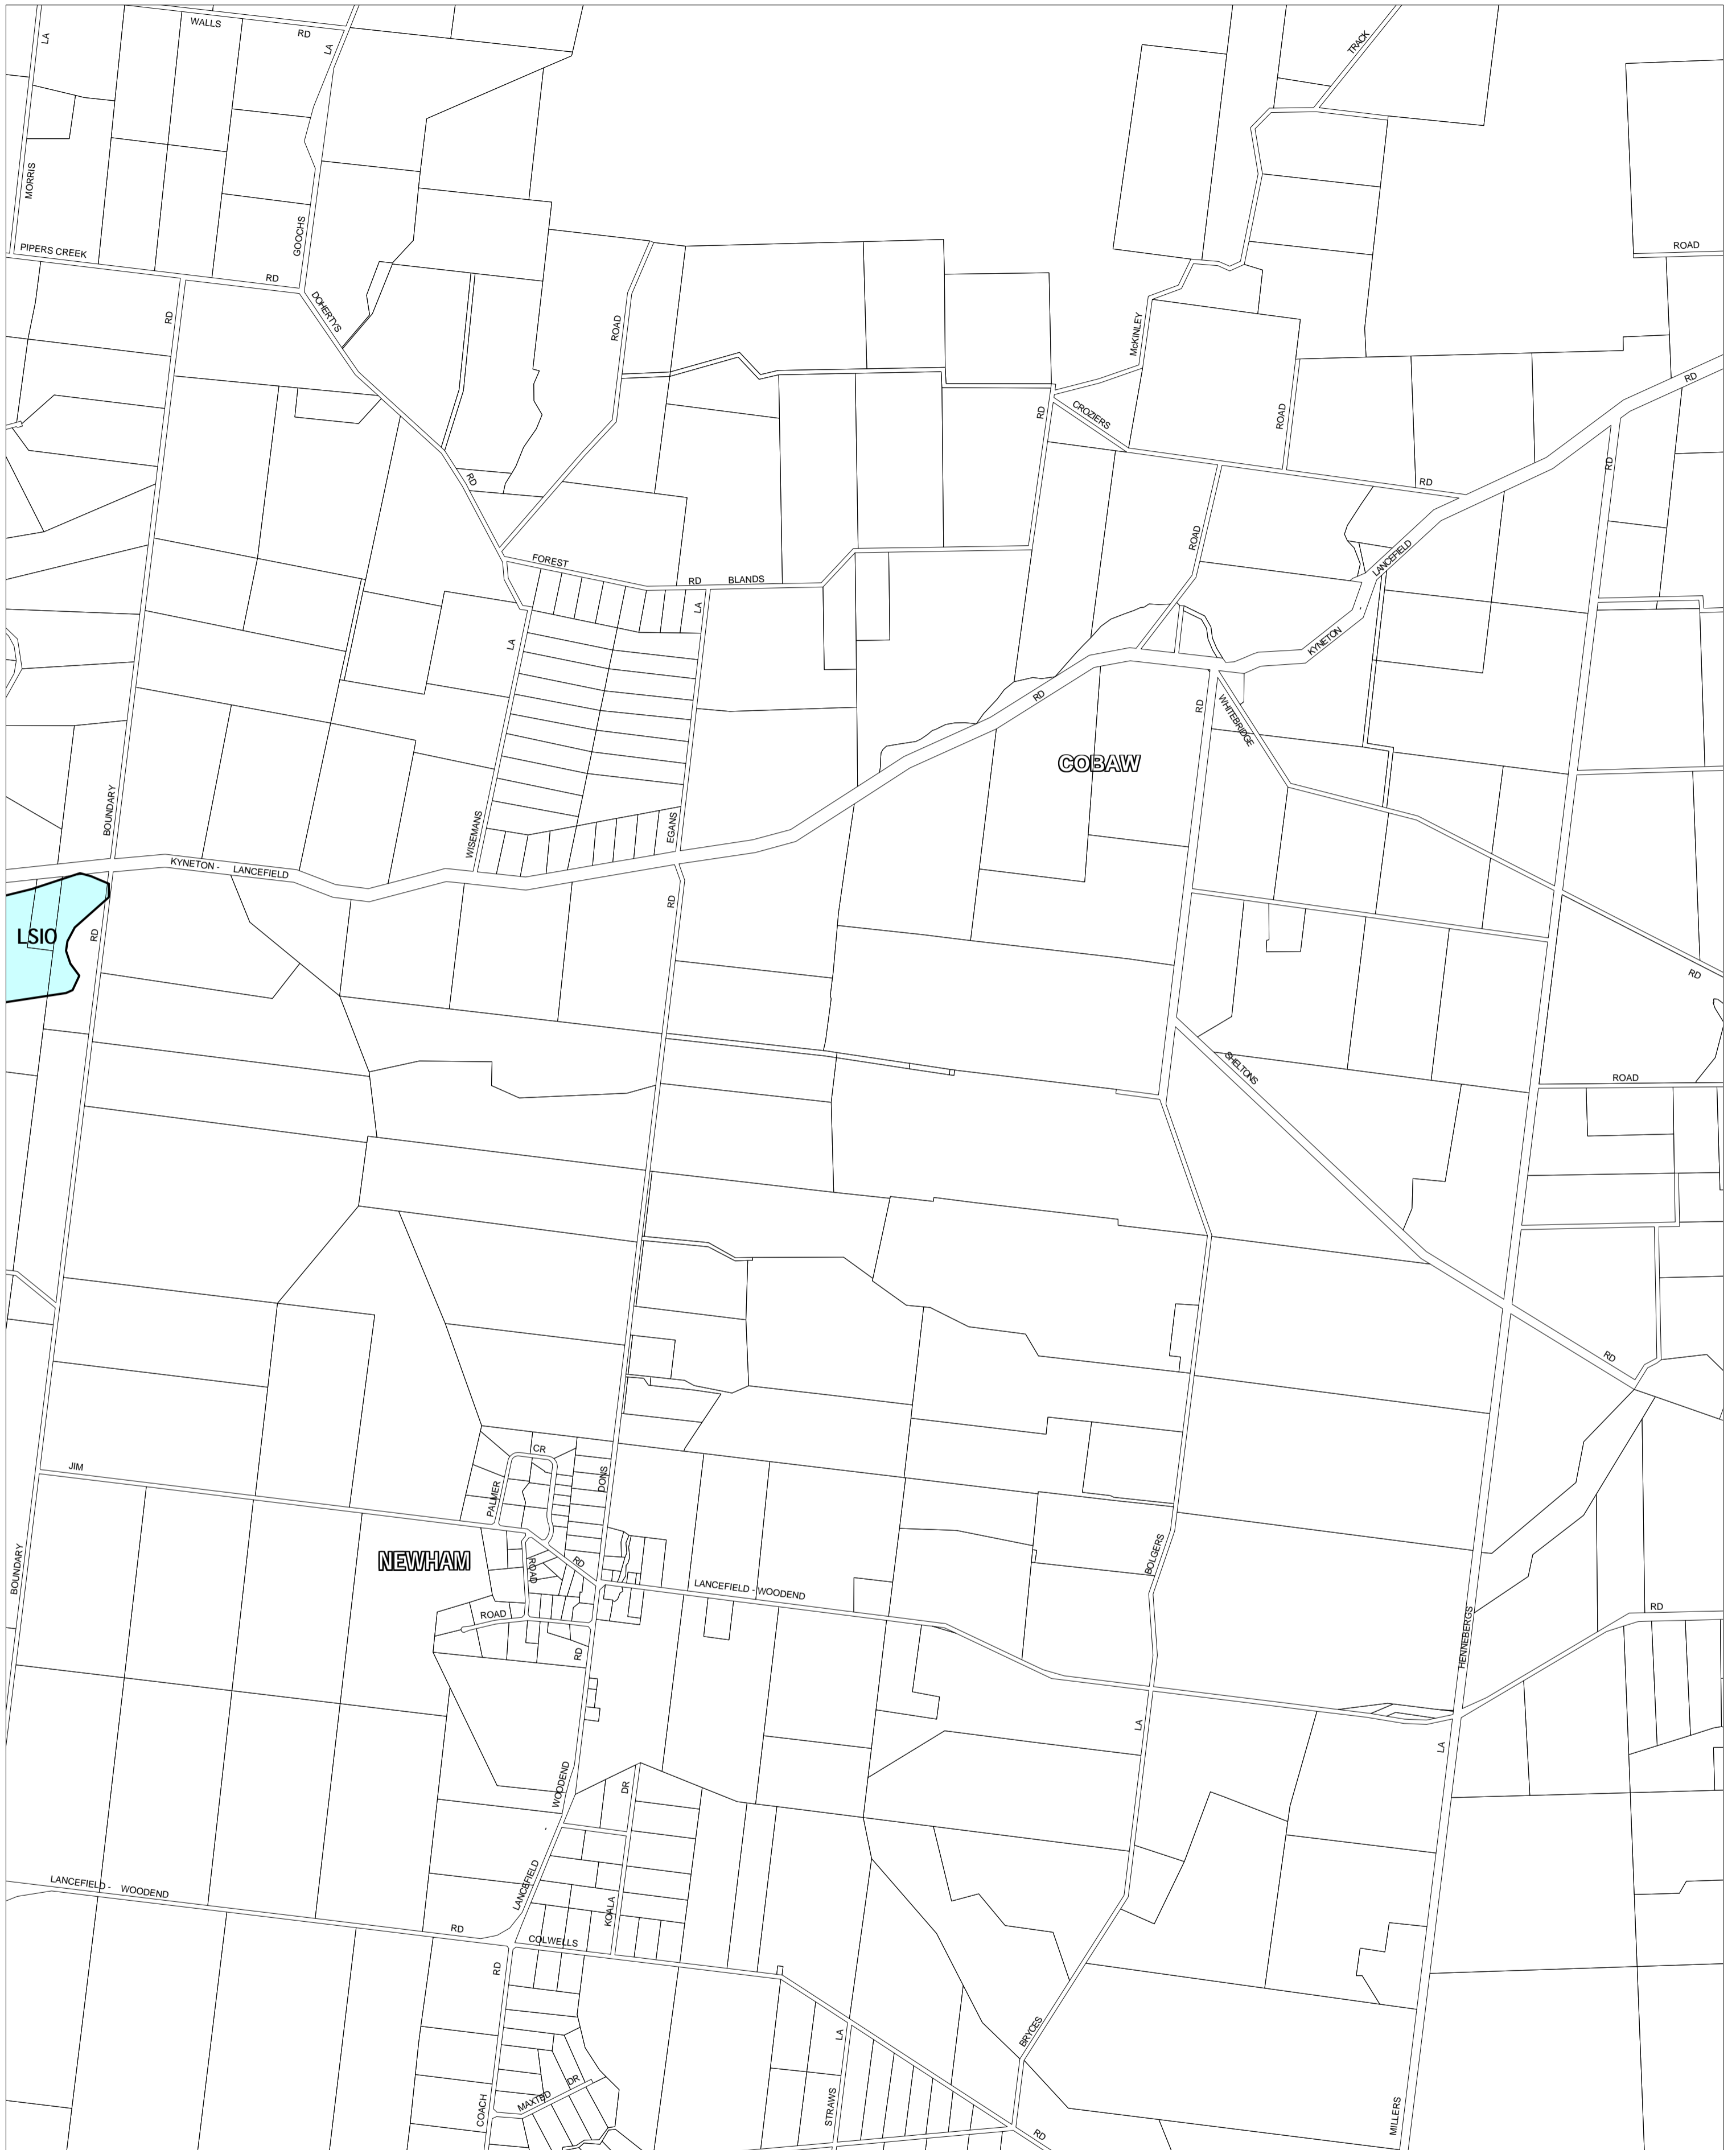 WALLS
RD
LA
LA
TRACK
MORRIS
GOOCHS
PIPERS CREEK
RD
ROAD
DOHERTYS
RD
ROAD
McKINLEY
RD
CROZIERS
ROAD
RD
RD
RD
RD
ROAD
LANCEFIELD
FOREST
RD
BLANDS
LA
LA
KYNETON
-
RD
RD
WHITEBRIDGE
COBAW
BOUNDARY
WISEMANS
EGANS
KYNETON -
LANCEFIELD
RD
LSIO
RD
RD
SHELTONS
ROAD
RD
CR
JIM
PALMER
DONS
NEWHAM
ROAD
RD
LANCEFIELD - WOODEND
BOLGERS
BOUNDARY
ROAD
RD
HENNEBERGS
RD
LA
LA
WOODEND
DR
-
LANCEFIELD - WOODEND
LANCEFIELD
KOALA
RD
COLWELLS
RD
LA
BRYCES
DR
MAXTED
COACH
STRAWS
RD
MILLERS